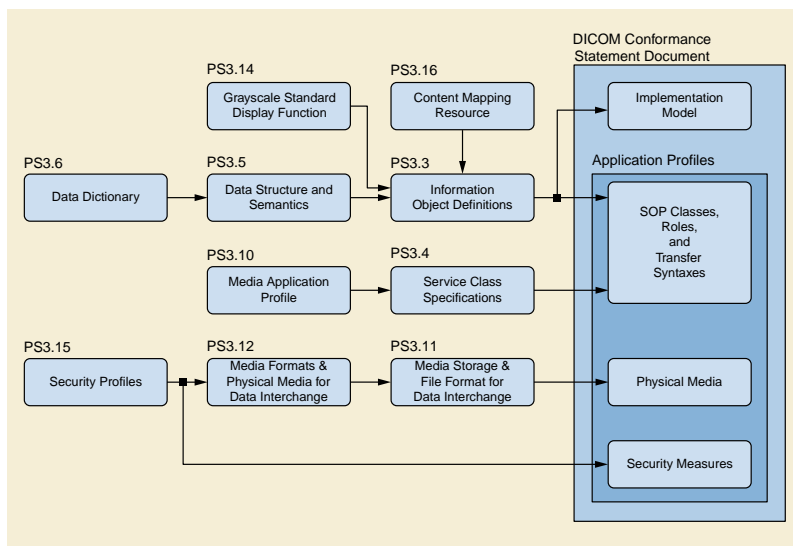 DICOM Conformance
Statement Document
PS3.14
Grayscale Standard
Display Function
PS3.16
Content Mapping
Resource
Implementation
Model
PS3.6
Data Dictionary
PS3.5
Data Structure and
Semantics
PS3.3
Information
Object Definitions
Application Profiles
SOP Classes,
Roles,
and
Transfer
Syntaxes
PS3.10
Media Application
Profile
PS3.4
Service Class
Specifications
PS3.15
Security Profiles
PS3.12
Media Formats &
Physical Media for
Data Interchange
PS3.11
Media Storage &
File Format for
Data Interchange
Physical Media
Security Measures